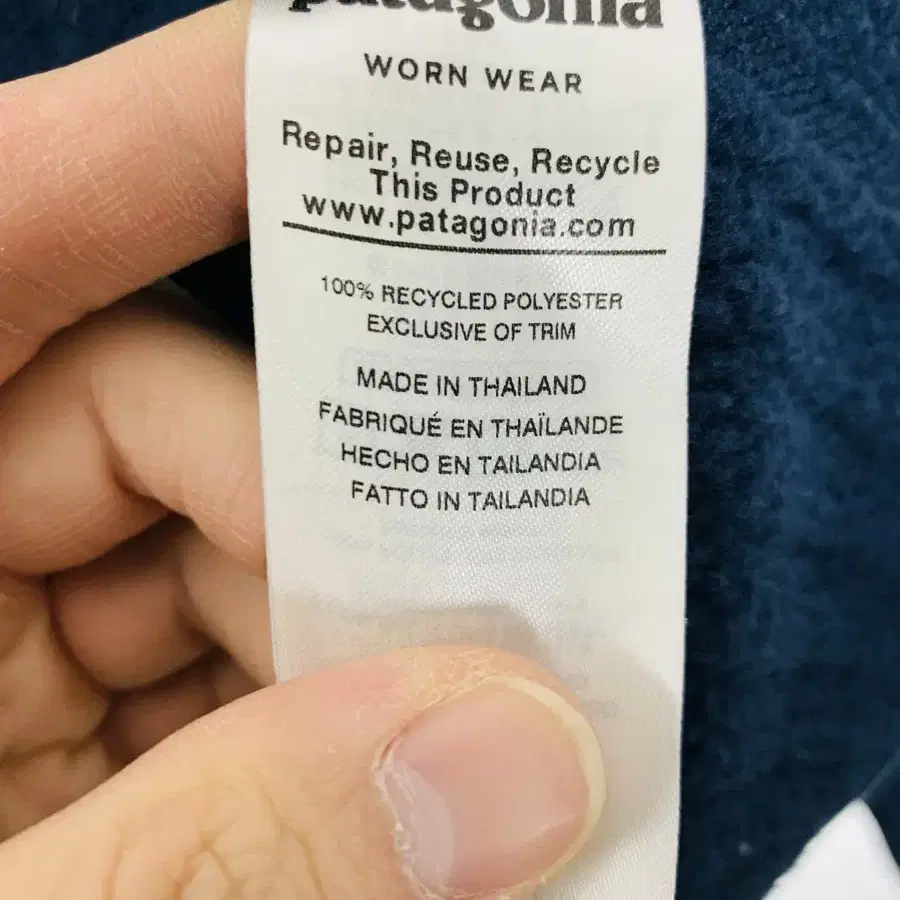 patagonia
WORN WEAR
Repair, Reuse, Recycle
This Product
www.patagonia.com
100% RECYCLED POLYESTER
EXCLUSIVE OF TRIM
MADE IN THAILAND
FABRIQUÉ EN THAÏLANDE
HECHO EN TAILANDIA
FATTO IN TAILANDIA